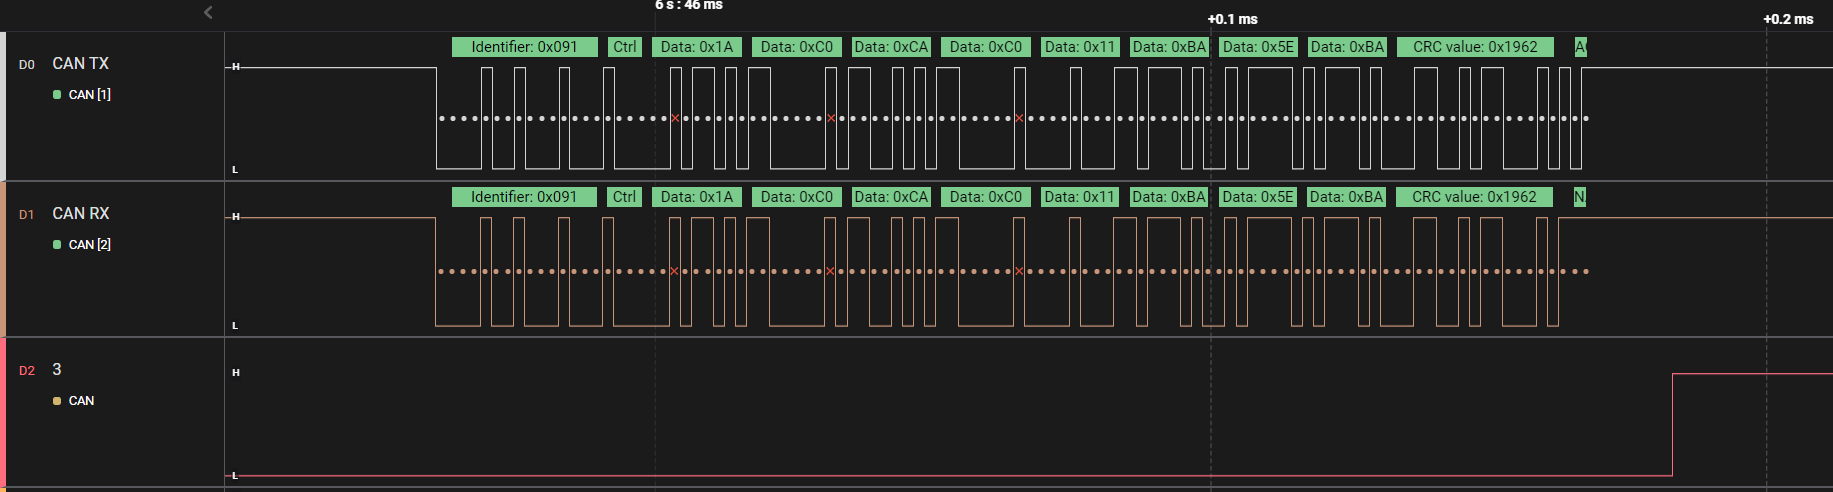 6 s : 46 ms
+0.1 ms
+0.2 ms
D0 CAN TX
CAN [1]
H
L
Identifier: 0x091 Ctrl Data: 0x1A Data: 0xC0 Data: 0xCA Data: 0xC0 Data: 0x11 Data: 0xBA Data: 0x5E Data: 0xBA CRC value: 0x1962 A
D1 CAN RX
CAN [2]
H
L
Identifier: 0x091 Ctrl Data: 0x1A Data: 0xC0 Data: 0xCA Data: 0xC0 Data: 0x11 Data: 0xBA Data: 0x5E Data: 0xBA CRC value: 0x1962 N
D2 3
CAN
H
L